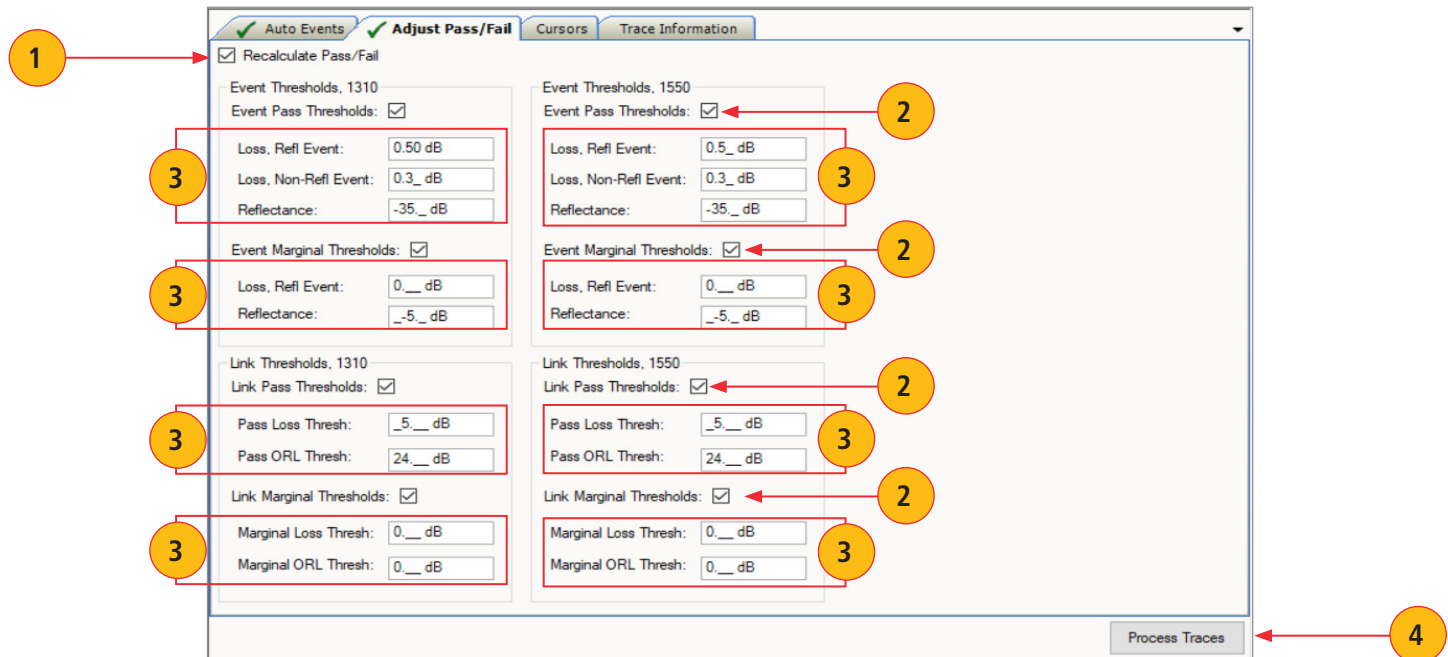 Auto Events
Adjust Pass/Fail
Cursors
Trace Information
1
Recalculate Pass/Fail
Event Thresholds, 1310
Event Pass Thresholds:
3
Loss, Refl Event: 0.50 dB
Loss, Non-Refl Event: 0.3_ dB
Reflectance: -35._ dB
Event Marginal Thresholds:
3
Loss, Refl Event: 0.__ dB
Reflectance: _-5._ dB
Event Thresholds, 1550
Event Pass Thresholds:
2
Loss, Refl Event: 0.5_ dB
Loss, Non-Refl Event: 0.3_ dB
Reflectance: -35._ dB
3
Event Marginal Thresholds:
2
Loss, Refl Event: 0.__ dB
Reflectance: _-5._ dB
3
Link Thresholds, 1310
Link Pass Thresholds:
3
Pass Loss Thresh: _5.__ dB
Pass ORL Thresh: 24.__ dB
Link Marginal Thresholds:
3
Marginal Loss Thresh: 0.__ dB
Marginal ORL Thresh: 0.__ dB
Link Thresholds, 1550
Link Pass Thresholds:
2
Pass Loss Thresh: _5.__ dB
Pass ORL Thresh: 24.__ dB
3
Link Marginal Thresholds:
2
Marginal Loss Thresh: 0.__ dB
Marginal ORL Thresh: 0.__ dB
3
Process Traces
4